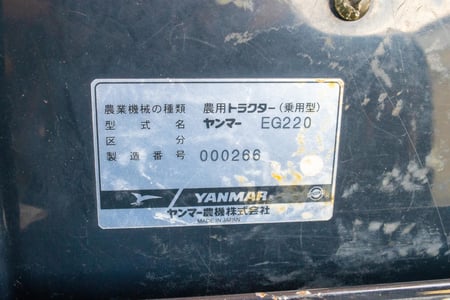 農業機械の種類 農用トラクター(乗用型)
型式名 ヤンマー EG220
区分
製造番号 000266
YANMAR
ヤンマー農機株式会社
MADE IN JAPAN